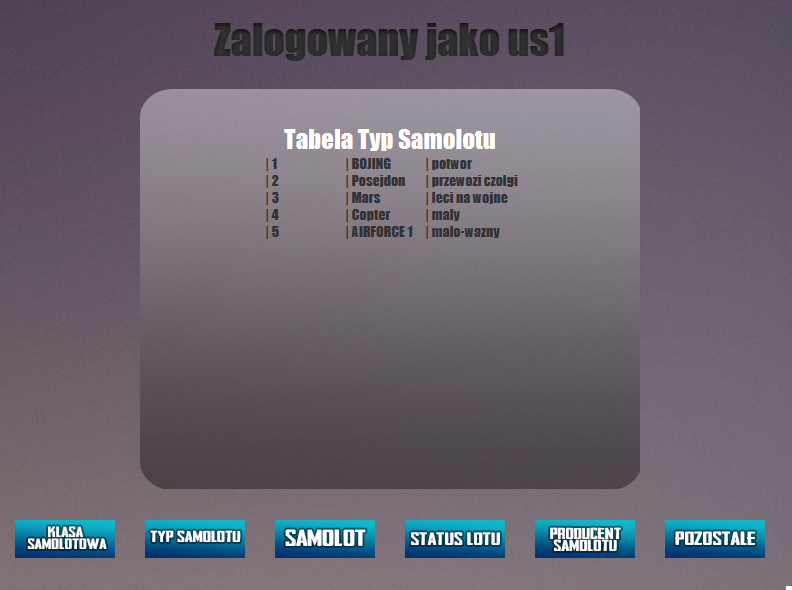 Zalogowany jako us1
Tabela Typ Samolotu
| 1 | BOJING | potwor
| 2 | Posejdon | przewozi czolgi
| 3 | Mars | leci na wojne
| 4 | Copter | maly
| 5 | AIRFORCE 1 | malo-wazny
KLASA
SAMOLOTOWA
TYP SAMOLOTU
SAMOLOT
STATUS LOTU
PRODUCENT
SAMOLOTU
POZOSTALE